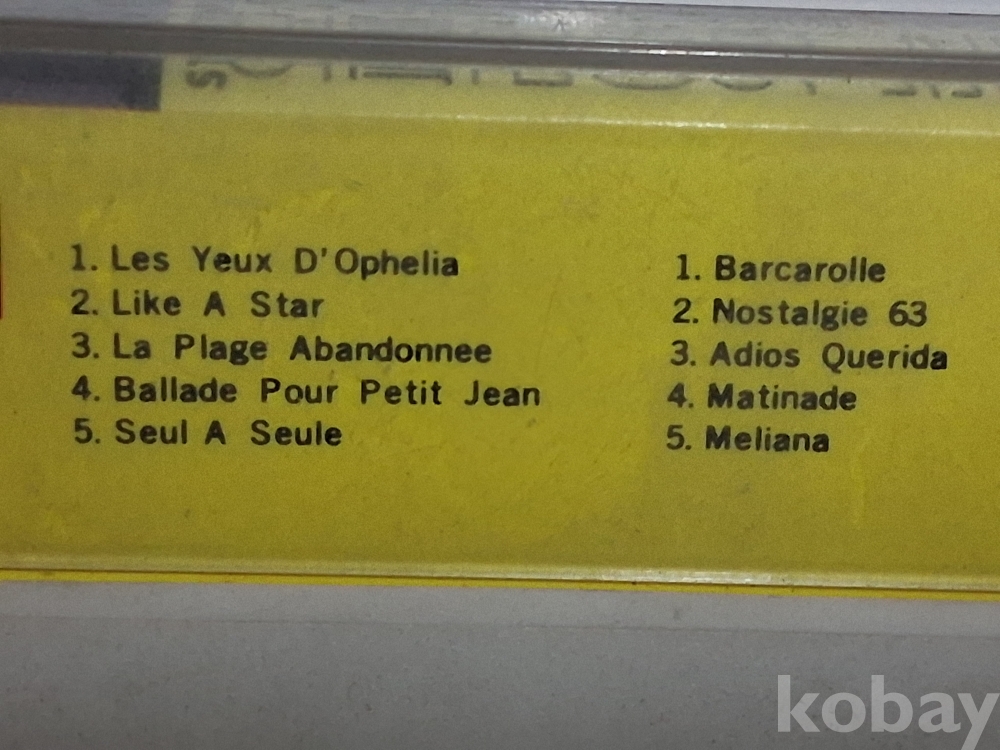 1. Les Yeux D'Ophelia
2. Like A Star
3. La Plage Abandonnee
4. Ballade Pour Petit Jean
5. Seul A Seule
1. Barcarolle
2. Nostalgie 63
3. Adios Querida
4. Matinade
5. Meliana
kobay